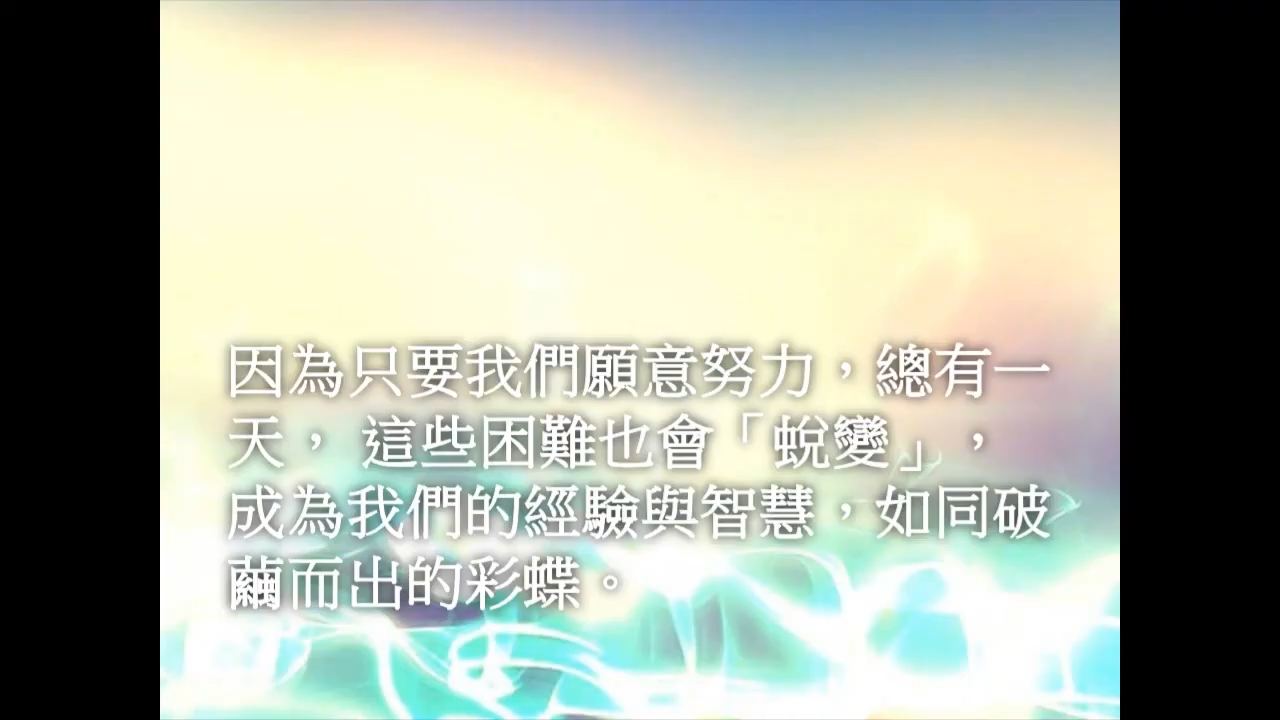 因為只要我們願意努力，總有一
天， 這些困難也會「蛻變」，
成為我們的經驗與智慧，如同破
繭而出的彩蝶。